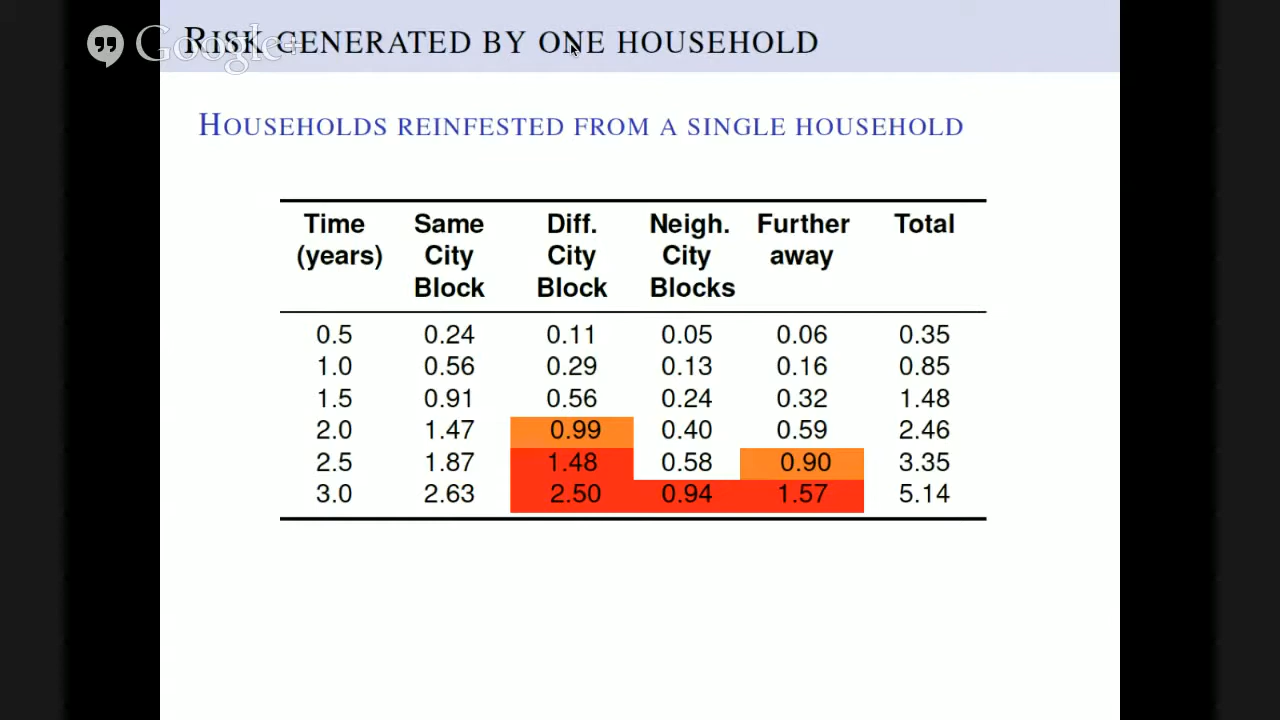 RISK GENERATED BY ONE HOUSEHOLD
Google+
HOUSEHOLDS REINFESTED FROM A SINGLE HOUSEHOLD
Time Same Diff. Neigh. Further Total
(years) City City City away
Block Block Blocks
0.5 0.24 0.11 0.05 0.06 0.35
1.0 0.56 0.29 0.13 0.16 0.85
1.5 0.91 0.56 0.24 0.32 1.48
2.0 1.47 0.99 0.40 0.59 2.46
2.5 1.87 1.48 0.58 0.90 3.35
3.0 2.63 2.50 0.94 1.57 5.14